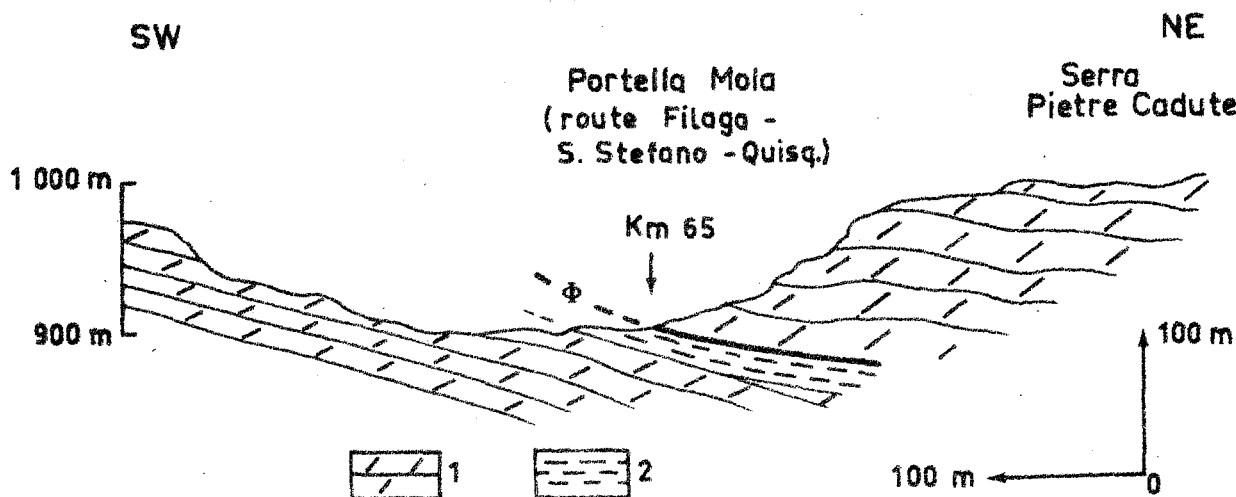 SW
NE
Portella Moia
(route Filaga -
S. Stefano - Quisq.)
Serra
Pietre Cadute
1 000 m
Km 65
Φ
900 m
100 m
1
2
100 m
0